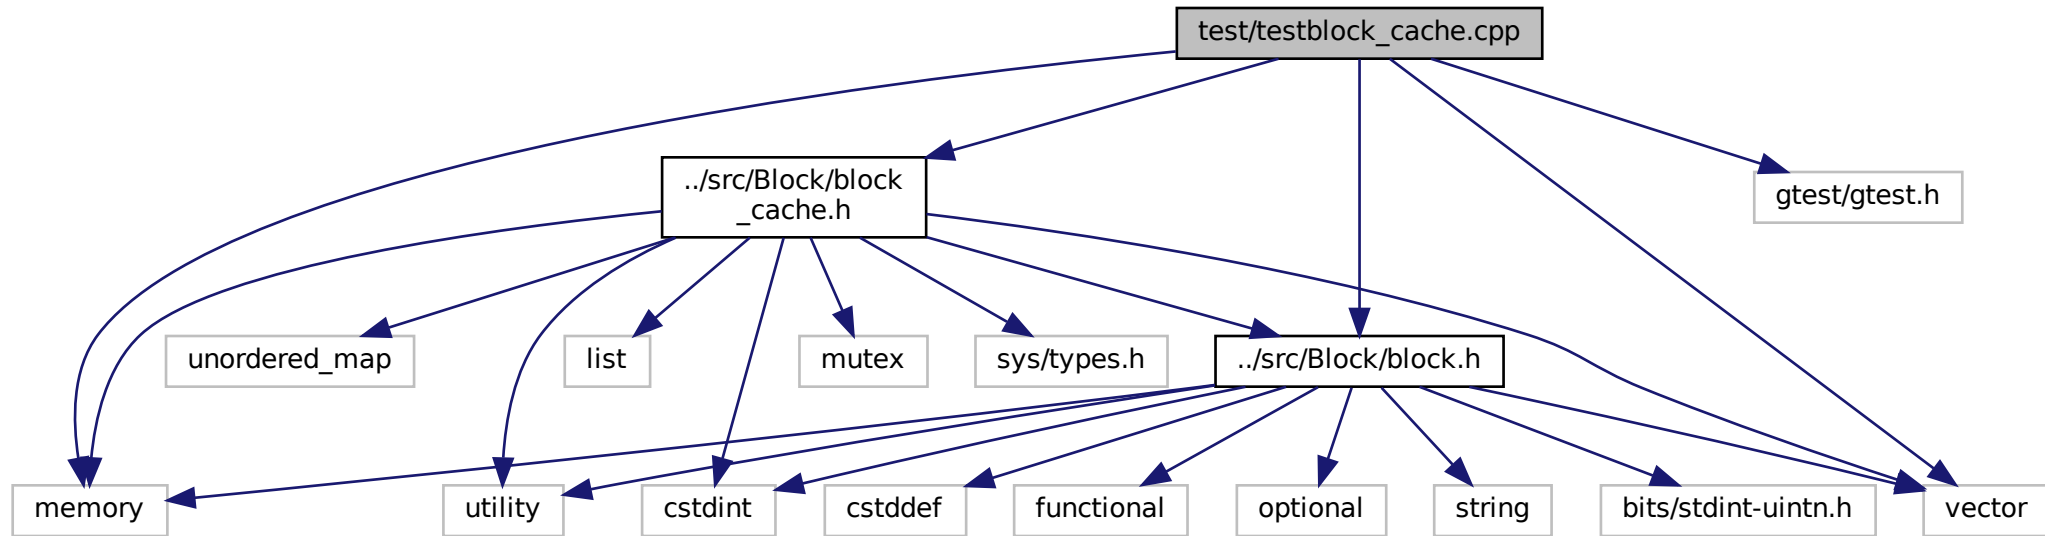 test/testblock_cache.cpp
../src/Block/block
_cache.h
gtest/gtest.h
unordered_map
list
mutex
sys/types.h
../src/Block/block.h
memory
utility
cstdint
cstddef
functional
optional
string
bits/stdint-uintn.h
vector